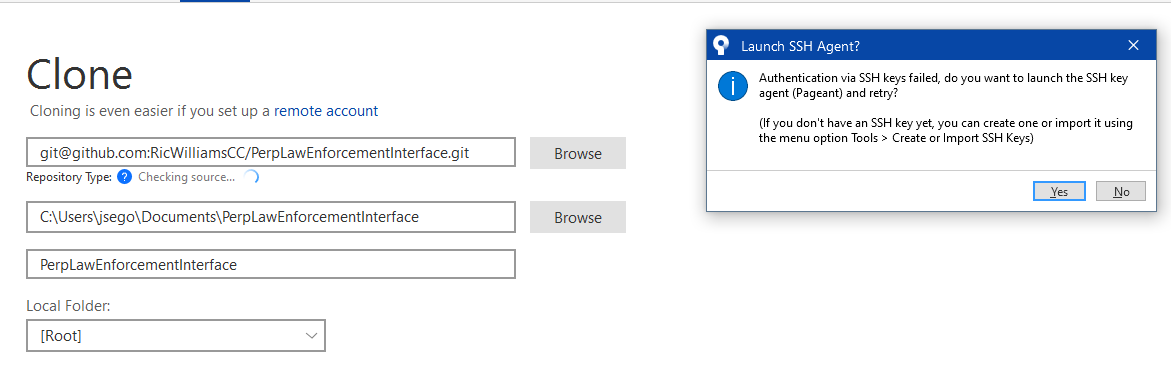 Clone
Cloning is even easier if you set up a remote account
git@github.com:RicWilliamsCC/PerpLawEnforcementInterface.git
Browse
Repository Type: ? Checking source...
C:\Users\jsego\Documents\PerpLawEnforcementInterface
Browse
PerpLawEnforcementInterface
Local Folder:
[Root]
Launch SSH Agent?
Authentication via SSH keys failed, do you want to launch the SSH key
agent (Pageant) and retry?
(If you don't have an SSH key yet, you can create one or import it using
the menu option Tools > Create or Import SSH Keys)
Yes
No